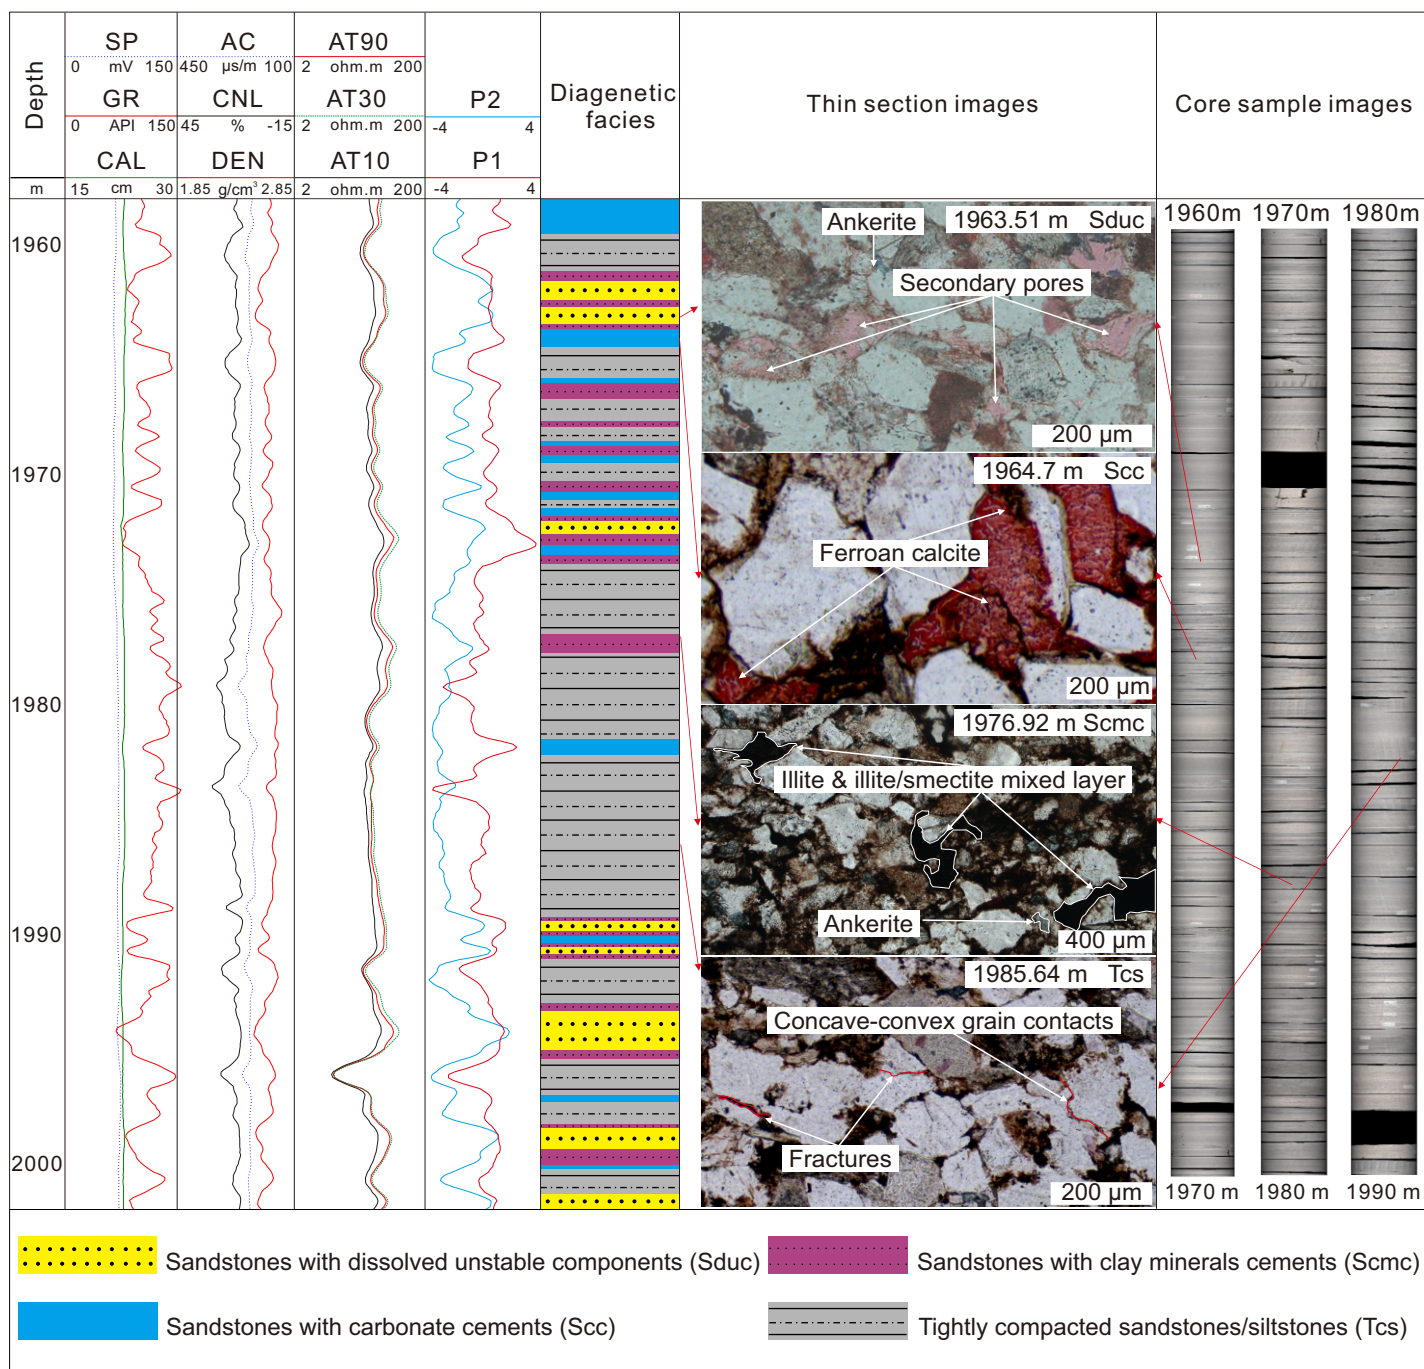 Depth
m
SP
0 mV 150
GR
0 API 150
CAL
15 cm 30
AC
450 µs/m 100
CNL
45 % -15
DEN
1.85 g/cm³ 2.85
AT90
2 ohm.m 200
AT30
2 ohm.m 200
AT10
2 ohm.m 200
P2
-4 4
P1
-4 4
Diagenetic
facies
Thin section images
Core sample images
1960
1970
1980
1990
2000
Ankerite
1963.51 m Sduc
Secondary pores
200 µm
1964.7 m Scc
Ferroan calcite
200 µm
1976.92 m Scmc
Illite & illite/smectite mixed layer
Ankerite
400 µm
1985.64 m Tcs
Concave-convex grain contacts
Fractures
200 µm
1960m 1970m 1980m
1970 m 1980 m 1990 m
Sandstones with dissolved unstable components (Sduc)
Sandstones with clay minerals cements (Scmc)
Sandstones with carbonate cements (Scc)
Tightly compacted sandstones/siltstones (Tcs)